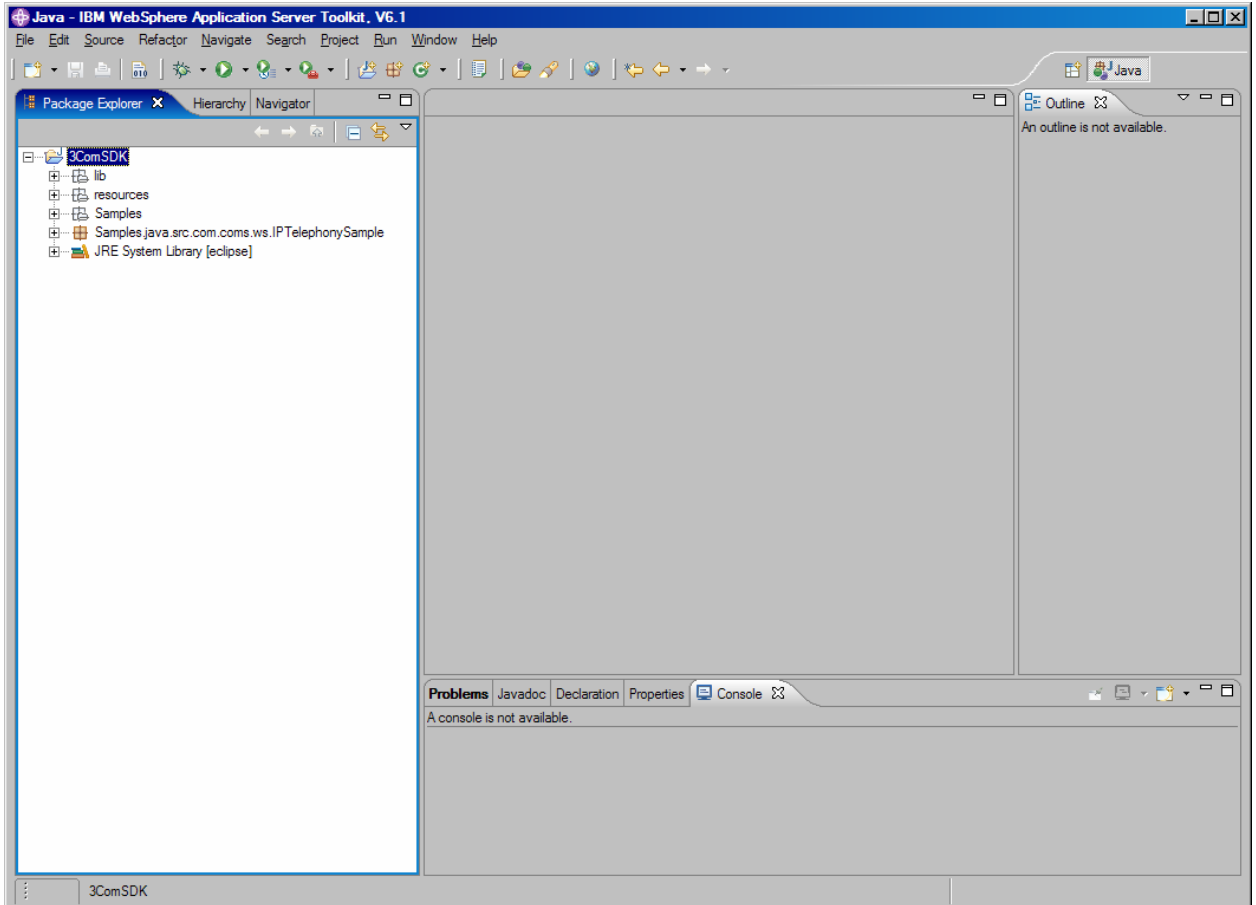 Java - IBM WebSphere Application Server Toolkit, V6.1
File Edit Source Refactor Navigate Search Project Run Window Help
010
Java
Package Explorer Hierarchy Navigator
Outline
An outline is not available.
3ComSDK
lib
resources
Samples
Samples.java.src.com.coms.ws.IPTelephonySample
JRE System Library [eclipse]
Problems Javadoc Declaration Properties Console
A console is not available.
3ComSDK